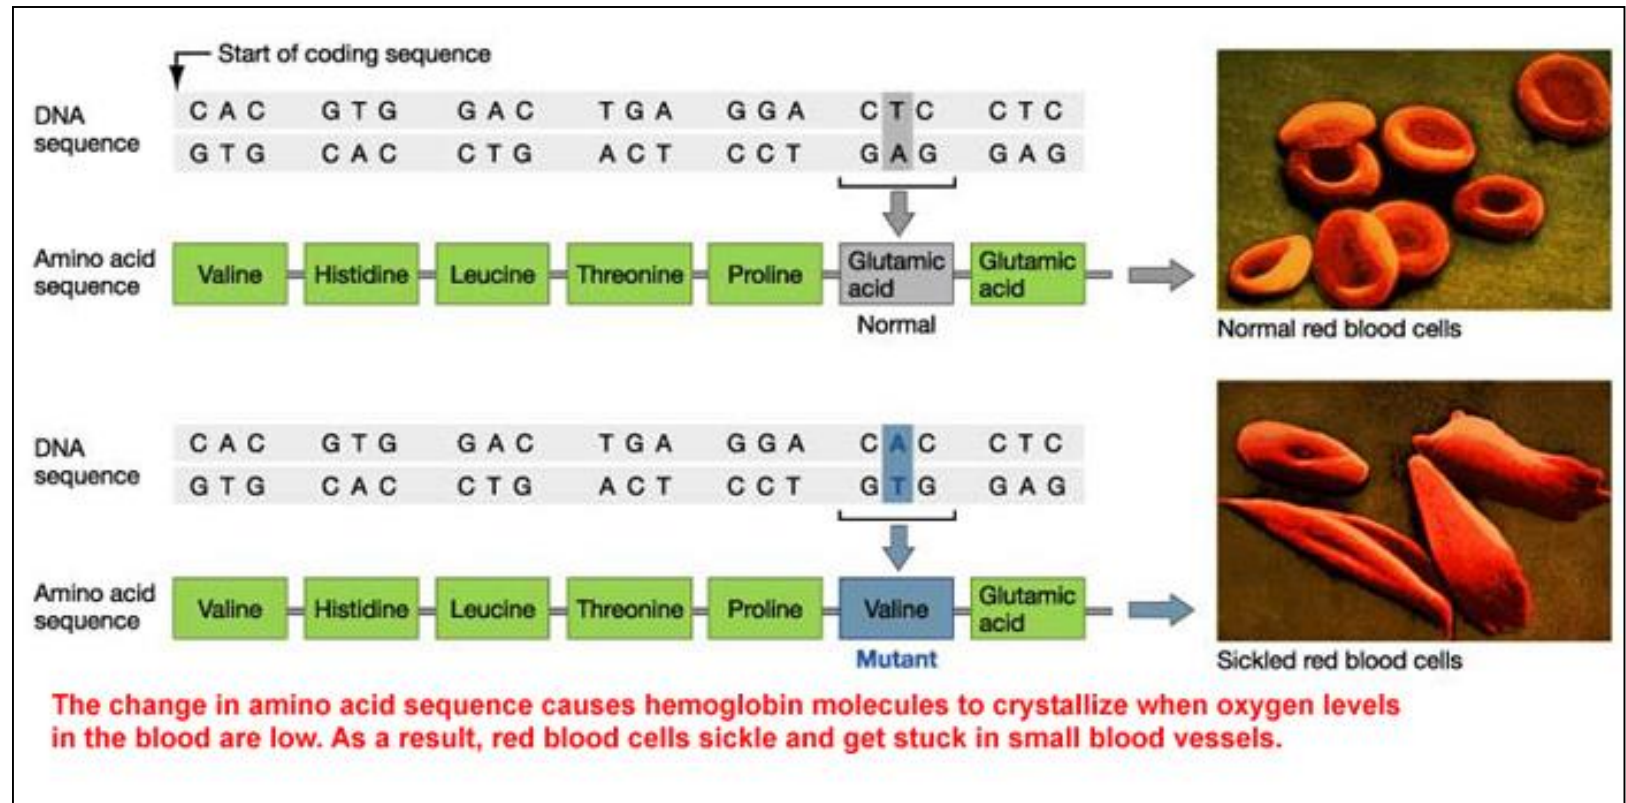 Start of coding sequence
DNA
sequence
C A C G T G G A C T G A G G A C T C C T C
G T G C A C C T G A C T C C T G A G G A G
Amino acid
sequence
Valine Histidine Leucine Threonine Proline Glutamic acid Glutamic acid
Normal
Normal red blood cells
DNA
sequence
C A C G T G G A C T G A G G A C A C C T C
G T G C A C C T G A C T C C T G T G G A G
Amino acid
sequence
Valine Histidine Leucine Threonine Proline Valine Glutamic acid
Mutant
Sickled red blood cells
The change in amino acid sequence causes hemoglobin molecules to crystallize when oxygen levels
in the blood are low. As a result, red blood cells sickle and get stuck in small blood vessels.